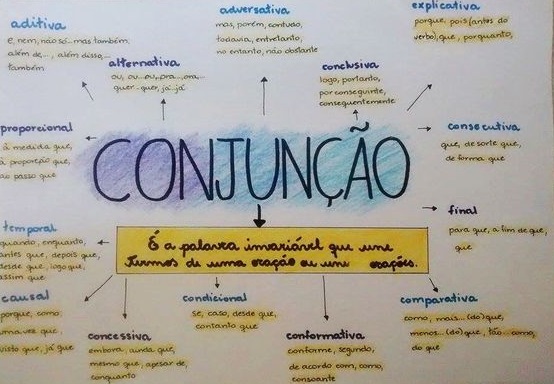 aditiva
e, nem, não só...mas também,
além de..., além disso,...
também
alternativa
ou, ou...ou, ora...ora,
quer...quer, já...já
adversativa
mas, porém, contudo,
todavia, entretanto,
no entanto, não obstante
conclusiva
logo, portanto,
por conseguinte,
consequentemente
explicativa
porque, pois (antes do
verbo), que, porquanto,
proporcional
à medida que,
à proporção que,
ao passo que
CONJUNÇÃO
consecutiva
que, de sorte que,
de forma que
final
para que, a fim de que,
que
É a palavra invariável que une
termos de uma oração ou une orações.
temporal
quando, enquanto,
antes que, depois que,
desde que, logo que,
assim que
causal
porque, como,
uma vez que,
visto que, já que
concessiva
embora, ainda que,
mesmo que, apesar de,
conquanto
condicional
se, caso, desde que,
contanto que
conformativa
conforme, segundo,
de acordo com, como,
consoante
comparativa
como, mais...(do) que,
menos...(do) que, tão...como,
do que